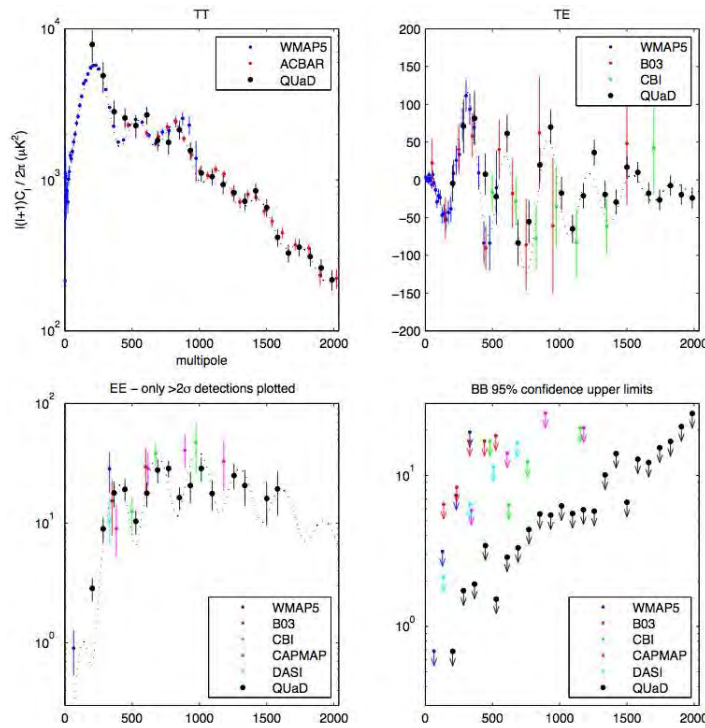 TT
TE
10^4
10^3
10^2
l(l+1)C_l / 2π (μK^2)
0 500 1000 1500 2000
multipole
WMAP5
ACBAR
QUaD
200
150
100
50
0
−50
−100
−150
−200
0 500 1000 1500 2000
WMAP5
B03
CBI
QUaD
EE − only >2σ detections plotted
BB 95% confidence upper limits
10^2
10^1
10^0
0 500 1000 1500 2000
WMAP5
B03
CBI
CAPMAP
DASI
QUaD
10^1
10^0
0 500 1000 1500 2000
WMAP5
B03
CBI
CAPMAP
DASI
QUaD